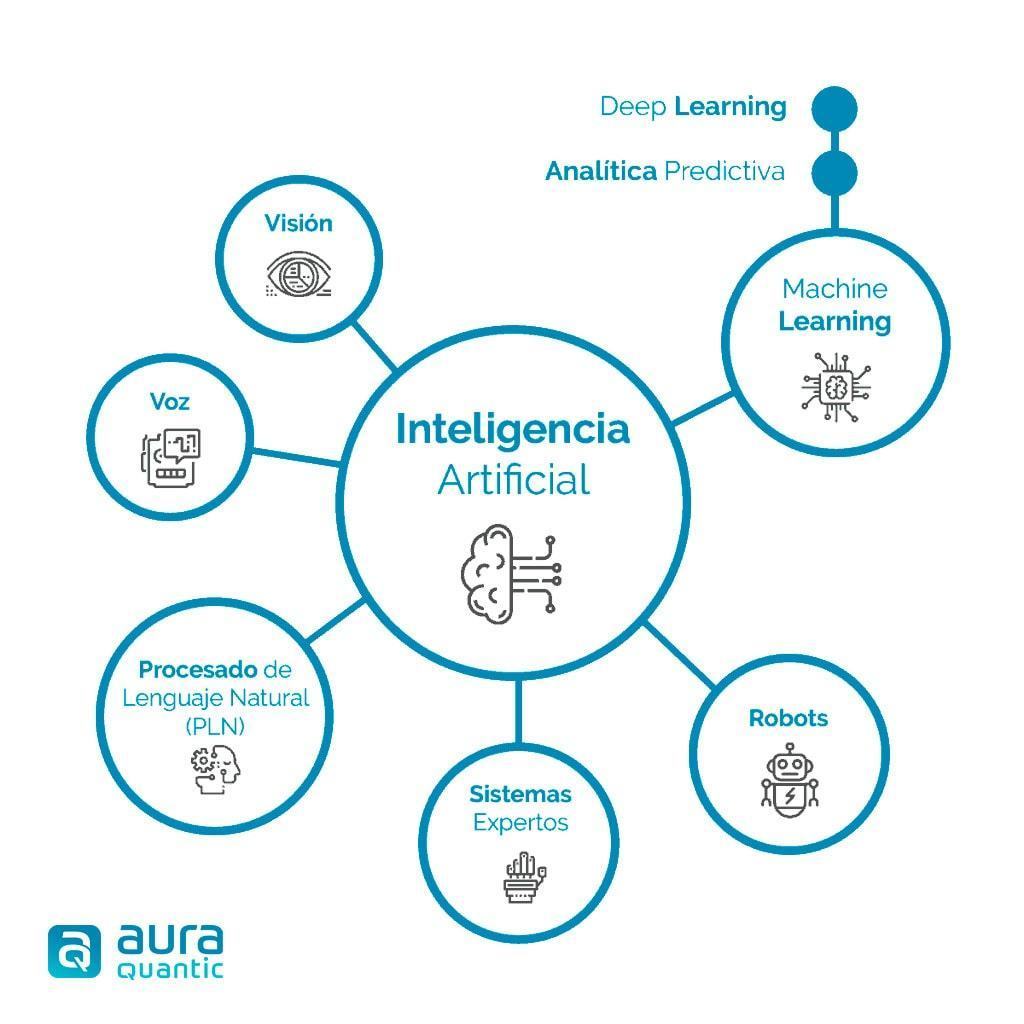 Deep Learning
Analítica Predictiva
Visión
Machine
Learning
Voz
Inteligencia
Artificial
Procesado de
Lenguaje Natural
(PLN)
Robots
Sistemas
Expertos
aura
quantic